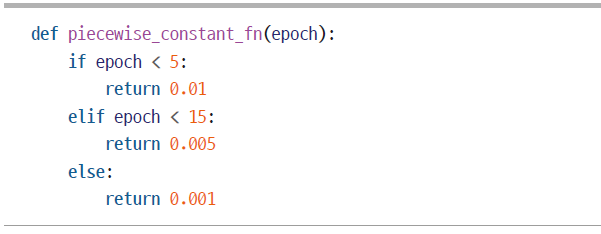 def piecewise_constant_fn(epoch):
    if epoch < 5:
        return 0.01
    elif epoch < 15:
        return 0.005
    else:
        return 0.001